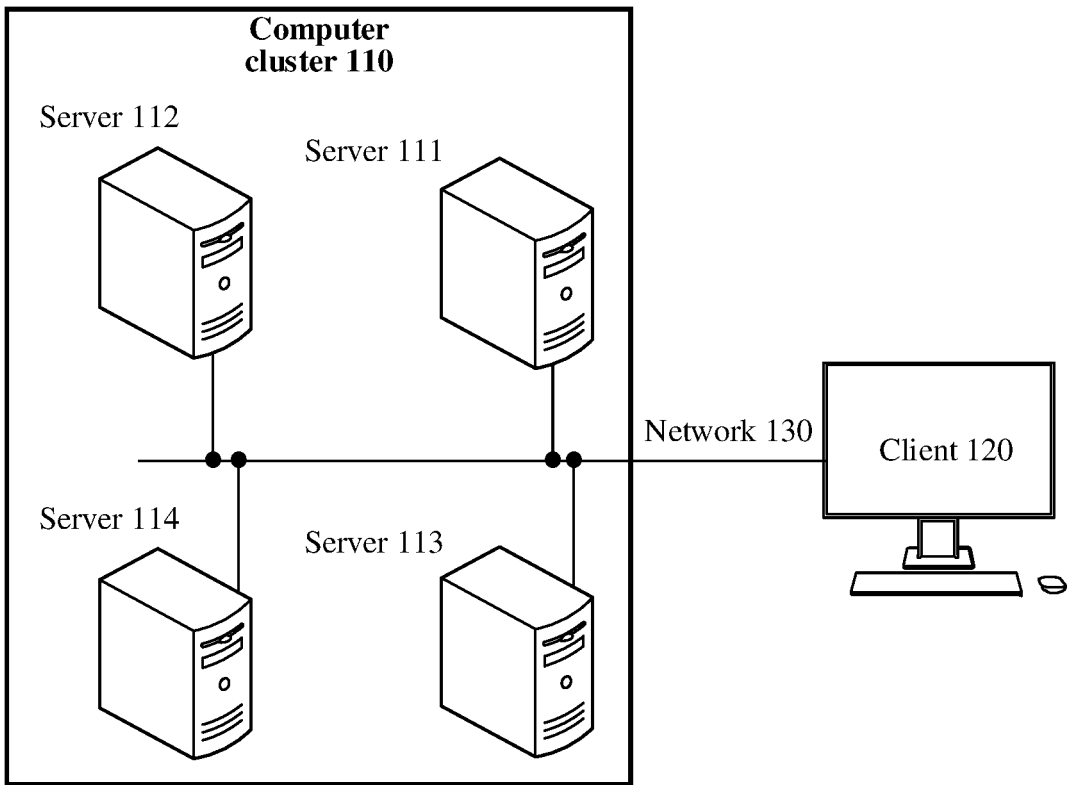 Computer
cluster 110
Server 112
Server 111
Network 130
Client 120
Server 114
Server 113